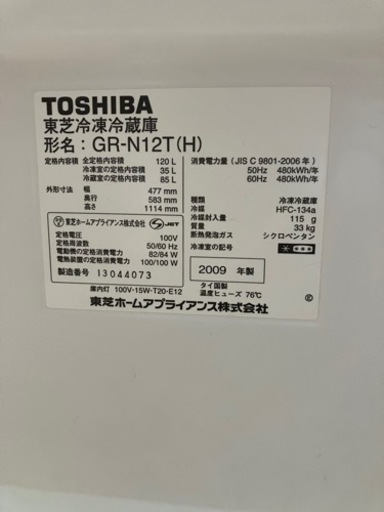 TOSHIBA
東芝冷凍冷蔵庫
形名：GR-N12T(H)
定格内容積 全定格内容積 120 L
冷凍室の定格内容積 35 L
冷蔵室の定格内容積 85 L
外形寸法 幅 477 mm
奥行 583 mm
高さ 1114 mm
東芝ホームアプライアンス株式会社 JET
定格電圧 100V
定格周波数 50/60 Hz
電動機の定格消費電力 82/84 W
電熱装置の定格消費電力 100/100 W
製造番号 13044073
消費電力量 (JIS C 9801-2006 年)
50Hz 480kWh/年
60Hz 480kWh/年
種類 冷凍冷蔵庫
冷媒 HFC-134a
冷媒封入量 115 g
質量 33 kg
断熱発泡ガス シクロペンタン
冷凍室の記号
2009 年製
タイ国製
温度ヒューズ 76℃
庫内灯 100V-15W-T20-E12
東芝ホームアプライアンス株式会社